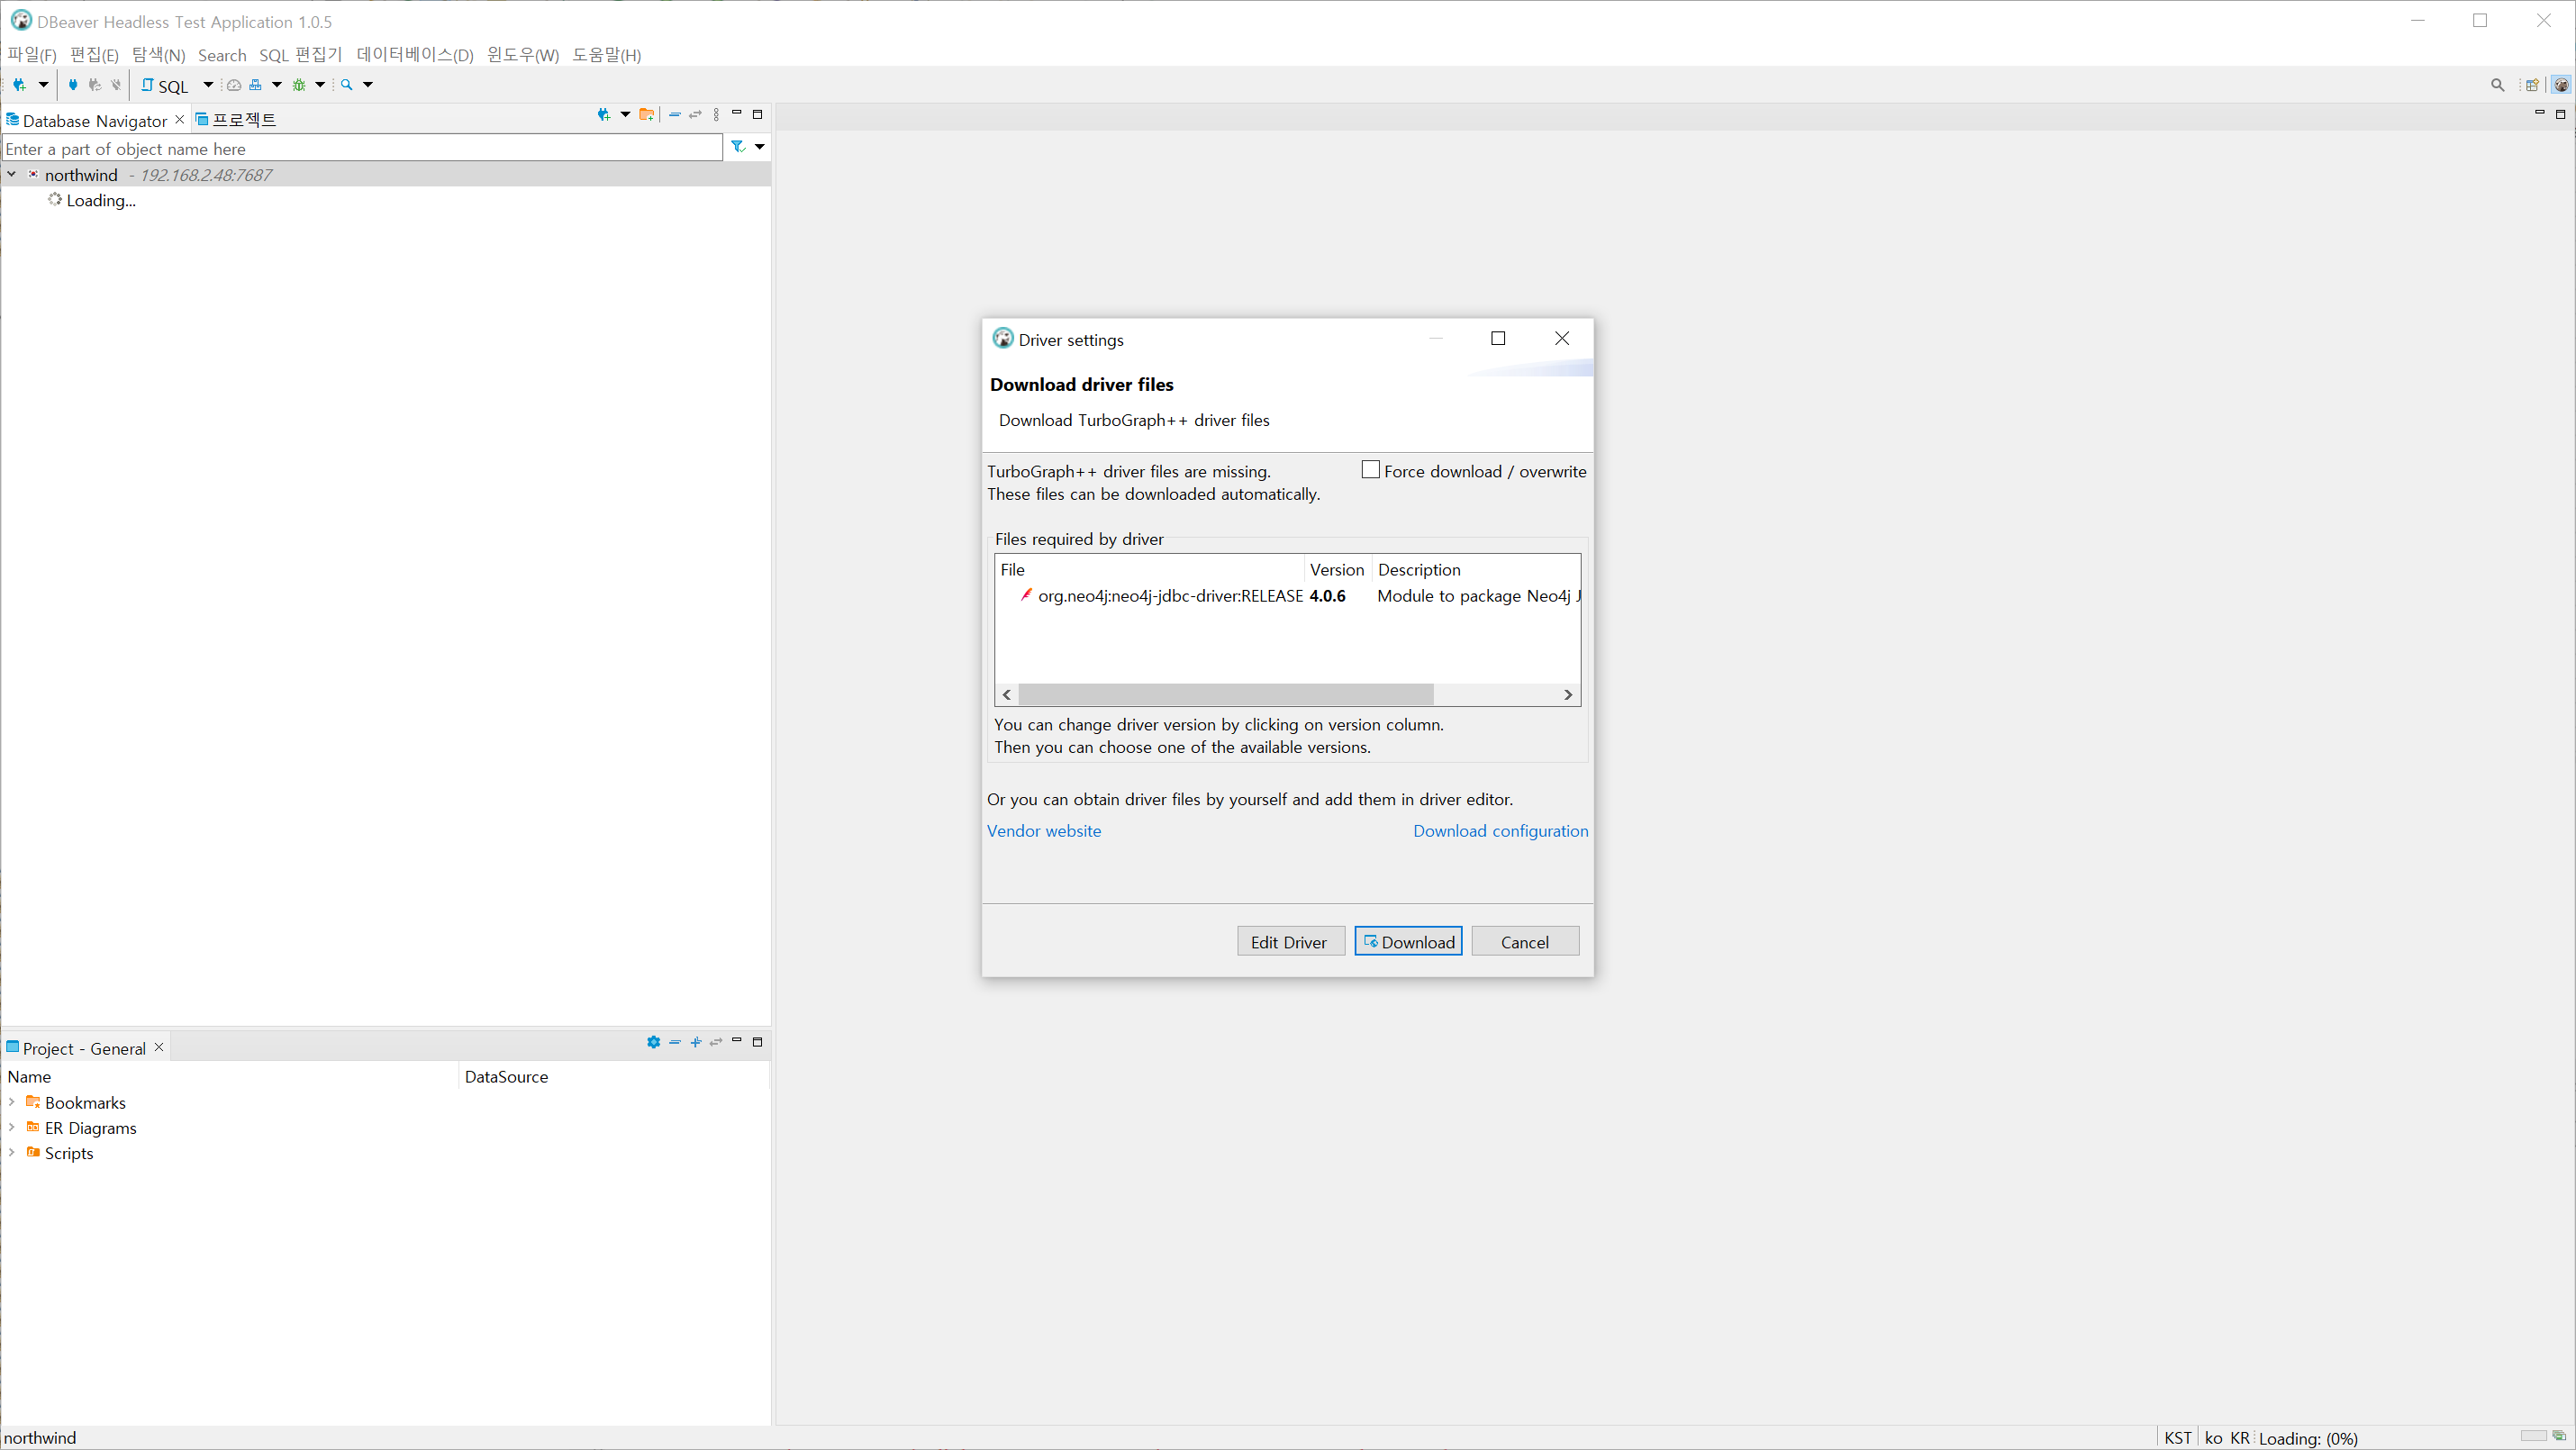 DBeaver Headless Test Application 1.0.5
파일(F) 편집(E) 탐색(N) Search SQL 편집기 데이터베이스(D) 윈도우(W) 도움말(H)
SQL
Database Navigator 프로젝트
Enter a part of object name here
northwind - 192.168.2.48:7687
Loading...
Driver settings
Download driver files
Download TurboGraph++ driver files
TurboGraph++ driver files are missing.
Force download / overwrite
These files can be downloaded automatically.
Files required by driver
File Version Description
org.neo4j:neo4j-jdbc-driver:RELEASE 4.0.6 Module to package Neo4j J
You can change driver version by clicking on version column.
Then you can choose one of the available versions.
Or you can obtain driver files by yourself and add them in driver editor.
Vendor website Download configuration
Edit Driver Download Cancel
Project - General
Name DataSource
Bookmarks
ER Diagrams
Scripts
northwind
KST ko KR Loading: (0%)